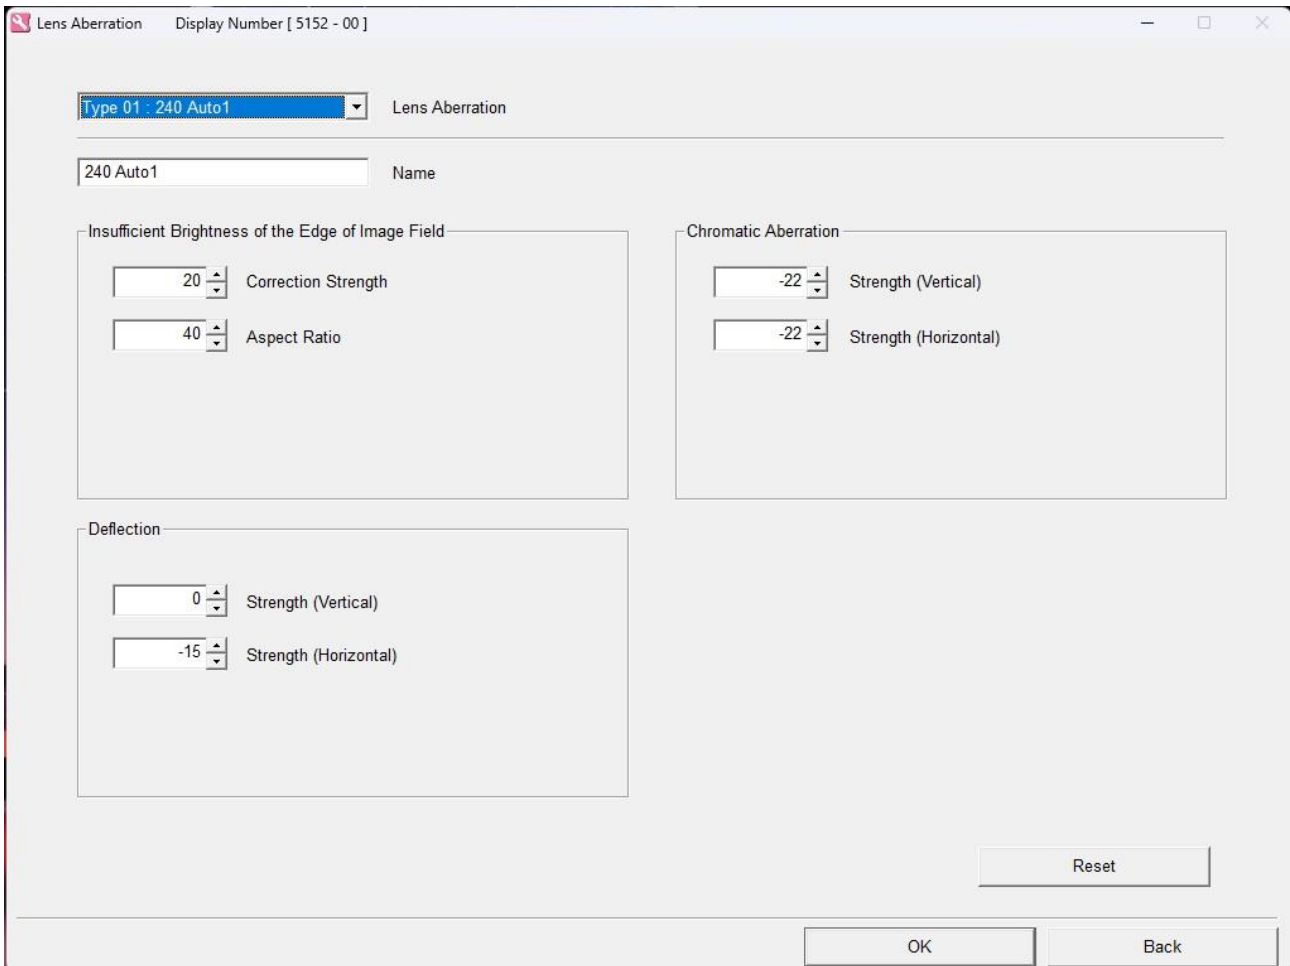 Lens Aberration Display Number [ 5152 - 00 ]
Type 01 : 240 Auto1 Lens Aberration
240 Auto1 Name
Insufficient Brightness of the Edge of Image Field
20 Correction Strength
40 Aspect Ratio
Chromatic Aberration
-22 Strength (Vertical)
-22 Strength (Horizontal)
Deflection
0 Strength (Vertical)
-15 Strength (Horizontal)
Reset
OK Back